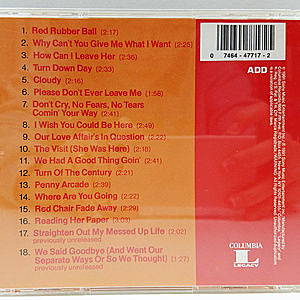 1. Red Rubber Ball (2:17)
2. Why Can't You Give Me What I Want (2:25)
3. How Can I Leave Her (2:56)
4. Turn Down Day (2:31)
5. Cloudy (2:16)
6. Please Don't Ever Leave Me (2:58)
7. Don't Cry, No Fears, No Tears
Comin' Your Way (2:41)
8. I Wish You Could Be Here (2:49)
9. Our Love Affair's In Question (2:22)
10. The Visit (She Was Here) (2:18)
11. We Had A Good Thing Goin' (2:32)
12. Turn Of The Century (2:21)
13. Penny Arcade (2:39)
14. Where Are You Going (2:22)
15. Red Chair Fade Away (2:29)
16. Reading Her Paper (3:03)
17. Straighten Out My Messed Up Life (2:02)
previously unreleased
18. We Said Goodbye (And Went Our
Separate Ways Or So We Thought) (1:27)
previously unreleased
0 7464-47717-2
ADD
COLUMBIA
L
LEGACY